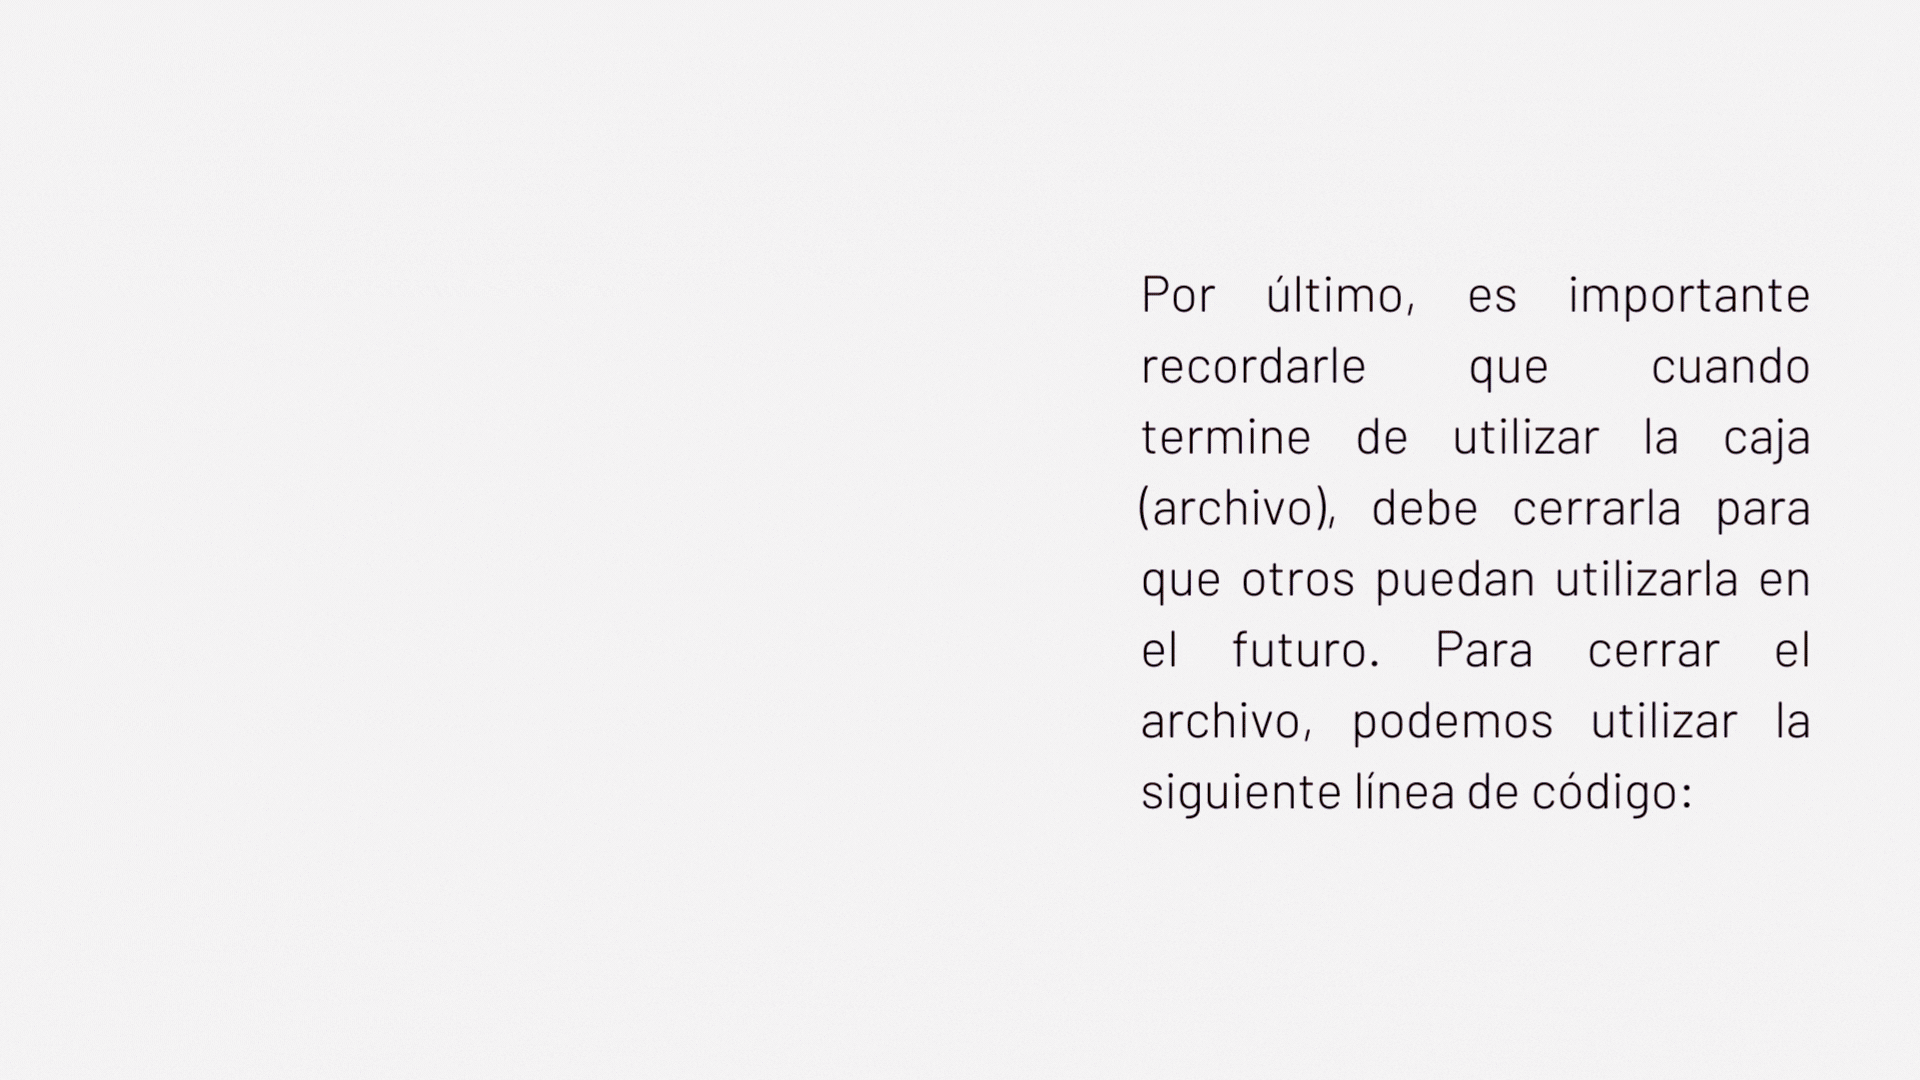 Por último, es importante
recordarle que cuando
termine de utilizar la caja
(archivo), debe cerrarla para
que otros puedan utilizarla en
el futuro. Para cerrar el
archivo, podemos utilizar la
siguiente línea de código: